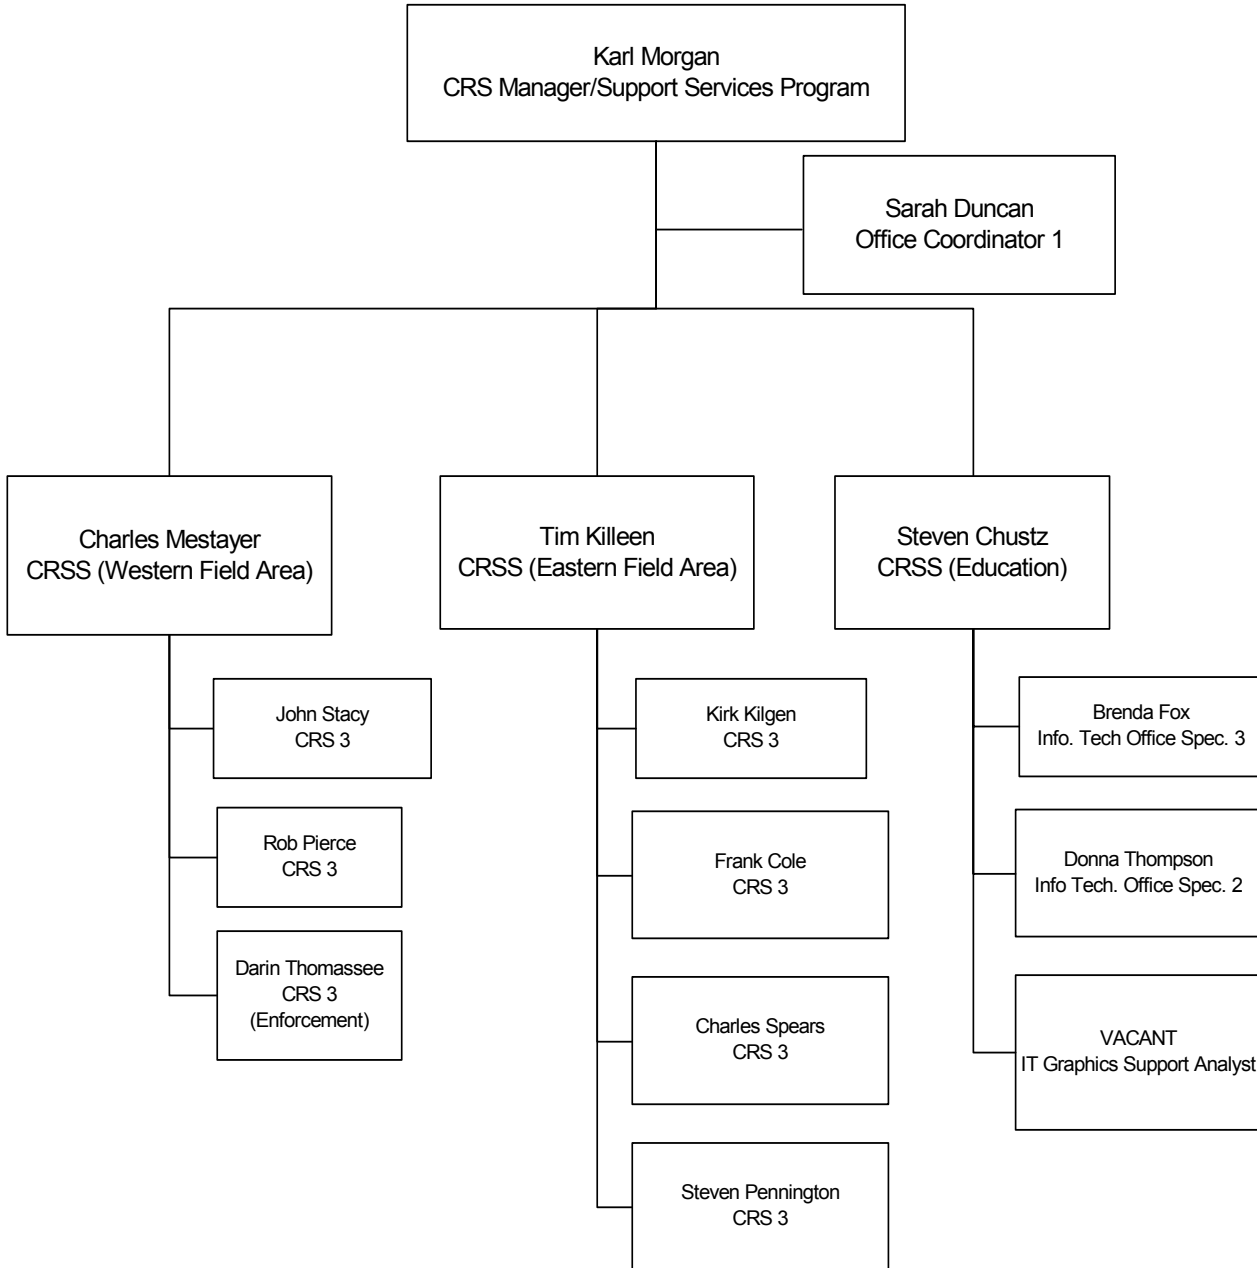 Karl Morgan
CRS Manager/Support Services Program
Sarah Duncan
Office Coordinator 1
Charles Mestayer
CRSS (Western Field Area)
Tim Killeen
CRSS (Eastern Field Area)
Steven Chustz
CRSS (Education)
John Stacy
CRS 3
Rob Pierce
CRS 3
Darin Thomassee
CRS 3
(Enforcement)
Kirk Kilgen
CRS 3
Frank Cole
CRS 3
Charles Spears
CRS 3
Steven Pennington
CRS 3
Brenda Fox
Info. Tech Office Spec. 3
Donna Thompson
Info Tech. Office Spec. 2
VACANT
IT Graphics Support Analyst